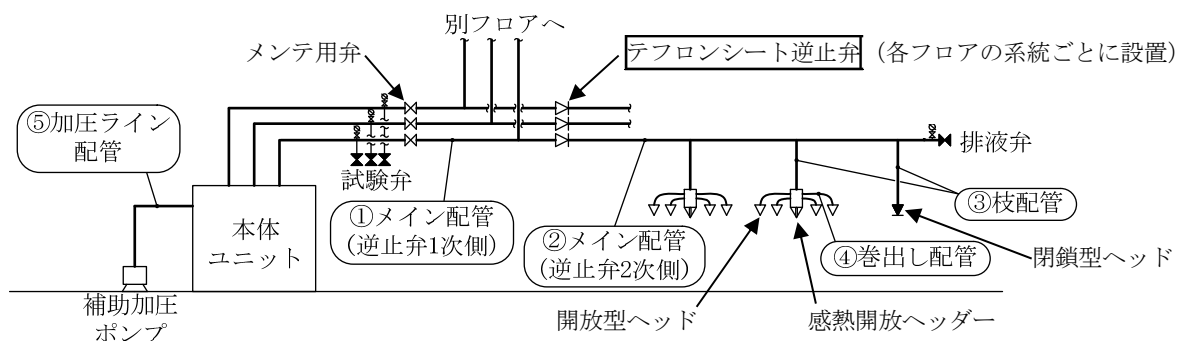 別フロアへ
メンテ用弁
テフロンシート逆止弁 (各フロアの系統ごとに設置)
⑤加圧ライン
配管
試験弁
排液弁
本体
ユニット
①メイン配管
(逆止弁1次側)
②メイン配管
(逆止弁2次側)
③枝配管
④巻出し配管
閉鎖型ヘッド
補助加圧
ポンプ
開放型ヘッド
感熱開放ヘッダー